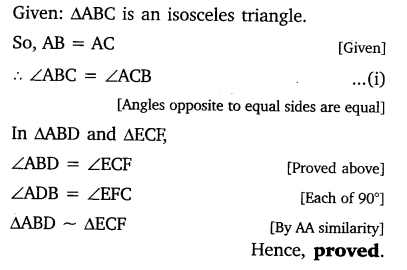 Given: ΔABC is an isosceles triangle.
So, AB = AC [Given]
∴ ∠ABC = ∠ACB ...(i)
[Angles opposite to equal sides are equal]
In ΔABD and ΔECF,
∠ABD = ∠ECF [Proved above]
∠ADB = ∠EFC [Each of 90°]
ΔABD ~ ΔECF [By AA similarity]
Hence, proved.